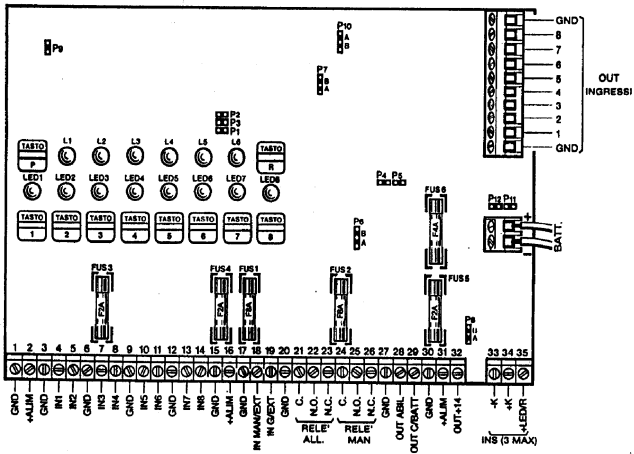 P10
A
B
P9
P7
B
A
GND
8
7
6
5
4
3
2
1
GND
OUT
INGRESSI
P2
P3
P1
L1 L2 L3 L4 L5 L6
TASTO P
TASTO R
LED1 LED2 LED3 LED4 LED5 LED6 LED7 LED8
TASTO 1
TASTO 2
TASTO 3
TASTO 4
TASTO 5
TASTO 6
TASTO 7
TASTO 8
P4 P5
P6
B
A
P12 P11
+
BATT.
-
FUS6
F4A
FUS3
F2A
FUS4
F2A
FUS1
F8A
FUS2
F8A
FUS5
F2A
A
1 2 3 4 5 6 7 8 9 10 11 12 13 14 15 16 17 18 19 20 21 22 23 24 25 26 27 28 29 30 31 32 33 34 35
GND
+ALIM
GND
IN1
IN2
GND
IN3
IN4
GND
IN5
IN6
GND
IN7
IN8
GND
+ALIM
GND
IN MAN/EXT
IN G/EXT
GND
C.
N.O.
N.C.
C.
N.O.
N.C.
GND
OUT ABIL
OUT C/BATT
GND
+ALIM
OUT+14
-K
+K
+LED/R
RELE' ALL.
RELE' MAN
INS (3 MAX)